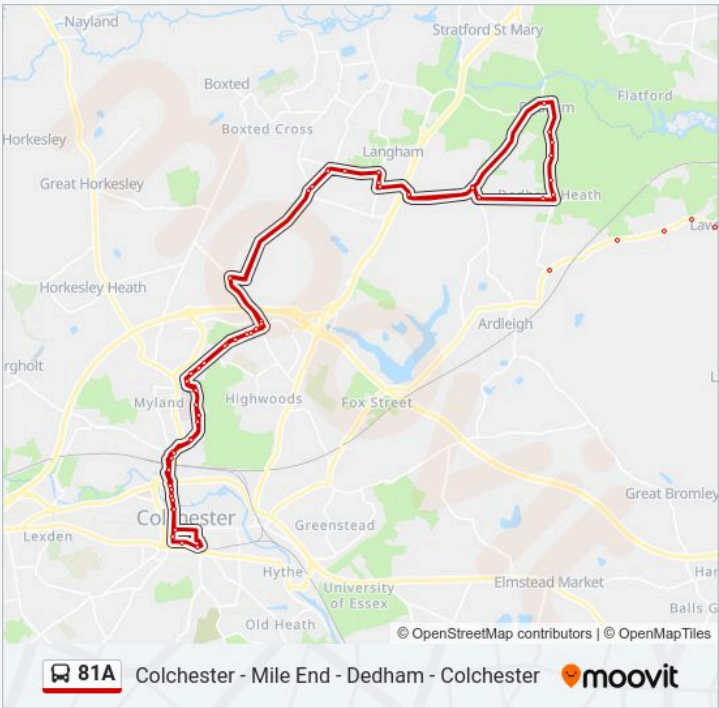 Nayland
Stratford St Mary
Boxted
Flatford
Horkesley
Boxted Cross
Langham
Great Horkesley
Heath
Horkesley Heath
Ardleigh
rgholt
Myland
Highwoods
Fox Street
Great Bromley
Colchester
Lexden
Greenstead
Hythe
University
of Essex
Elmstead Market
Har
Balls G
Old Heath
© OpenStreetMap contributors | © OpenMapTiles
81A Colchester - Mile End - Dedham - Colchester moovit